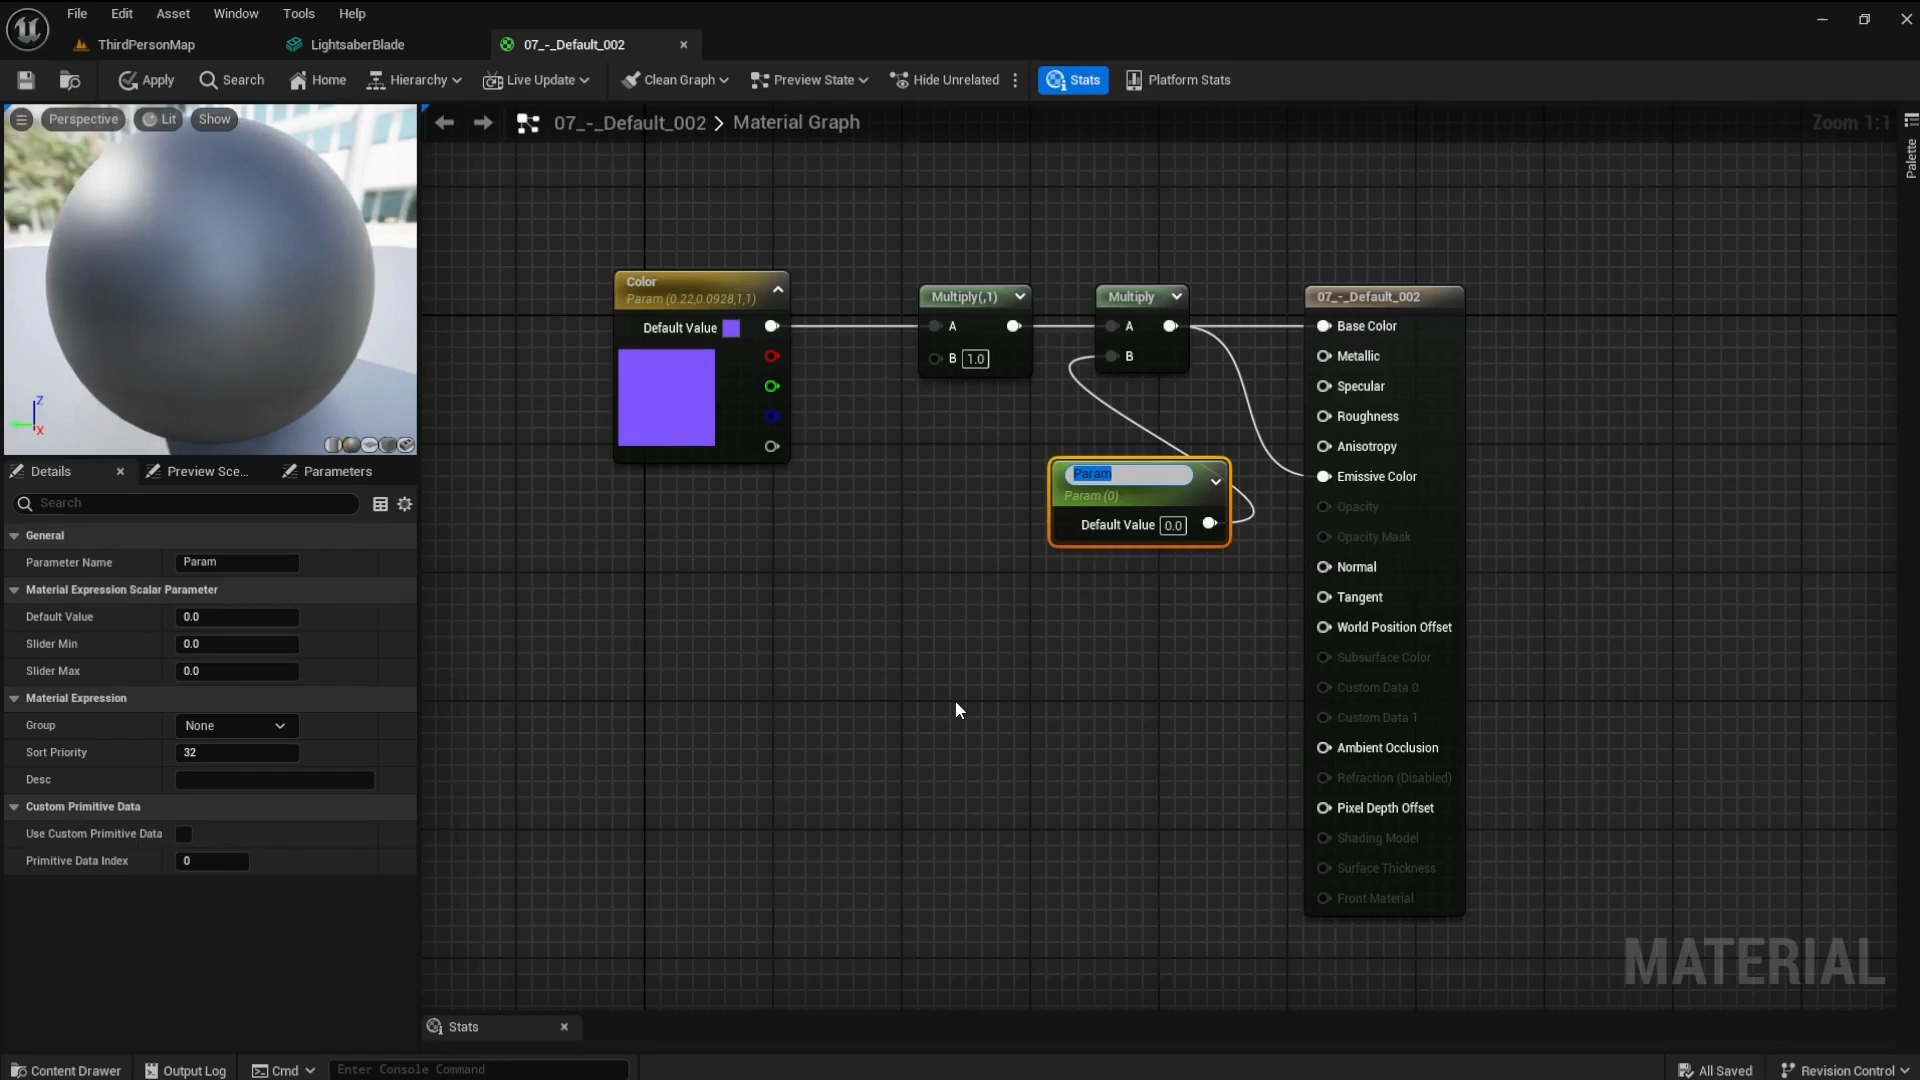 File Edit Asset Window Tools Help
ThirdPersonMap LightsaberBlade 07_-_Default_002
Apply Search Home Hierarchy Live Update Clean Graph Preview State Hide Unrelated Stats Platform Stats
Perspective Lit Show
07_-_Default_002 > Material Graph
Zoom 1:1
Palette
Z
X
Color
Param (0.22,0.0928,1,1)
Default Value
Multiply(,1)
A
B 1.0
Multiply
A
B
Param
Param (0)
Default Value 0.0
07_-_Default_002
Base Color
Metallic
Specular
Roughness
Anisotropy
Emissive Color
Opacity
Opacity Mask
Normal
Tangent
World Position Offset
Subsurface Color
Custom Data 0
Custom Data 1
Ambient Occlusion
Refraction (Disabled)
Pixel Depth Offset
Shading Model
Surface Thickness
Front Material
MATERIAL
Details Preview Sce... Parameters
Search
General
Parameter Name Param
Material Expression Scalar Parameter
Default Value 0.0
Slider Min 0.0
Slider Max 0.0
Material Expression
Group None
Sort Priority 32
Desc
Custom Primitive Data
Use Custom Primitive Data
Primitive Data Index 0
Stats
Content Drawer Output Log Cmd Enter Console Command All Saved Revision Control